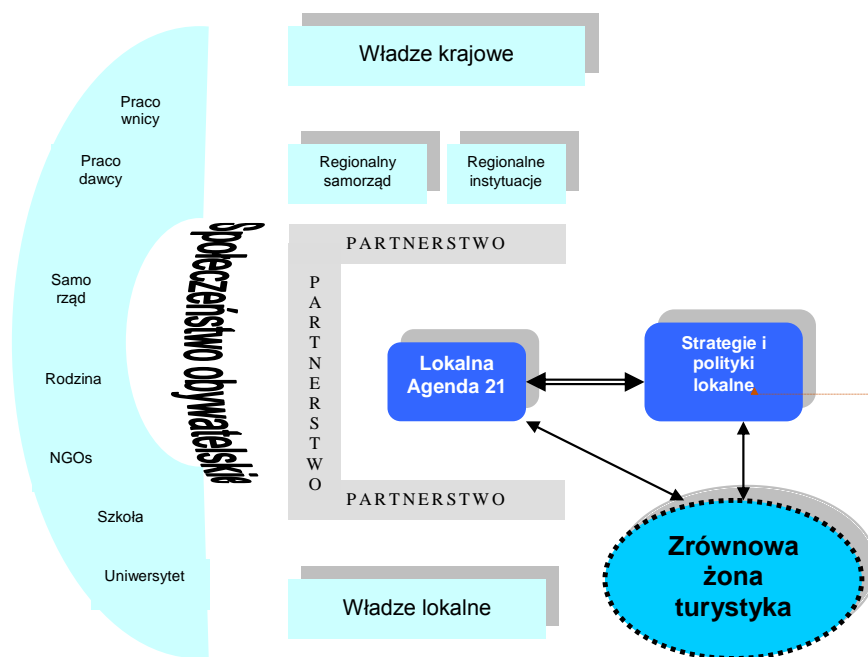 Władze krajowe
Praco
wnicy
Praco
dawcy
Regionalny
samorząd
Regionalne
instytuacje
Społeczeństwo obywatelskie
PARTNERSTWO
PARTNERSTWO
Samo
rząd
Rodzina
NGOs
Szkoła
Uniwersytet
Lokalna
Agenda 21
Strategie i
polityki
lokalne
PARTNERSTWO
Władze lokalne
Zrównowa
żona
turystyka